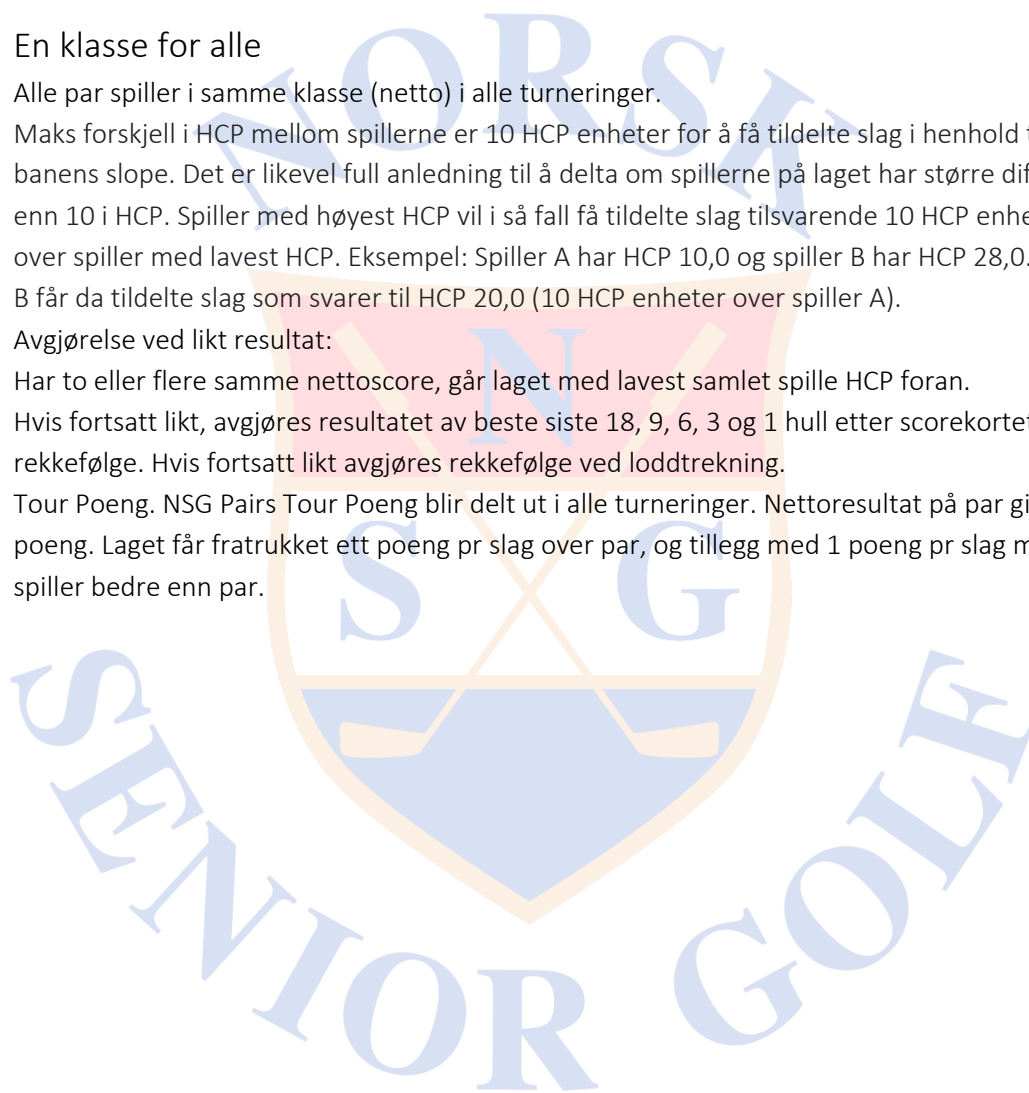 En klasse for alle
Alle par spiller i samme klasse (netto) i alle turneringer.
Maks forskjell i HCP mellom spillerne er 10 HCP enheter for å få tildelte slag i henhold t
banens slope. Det er likevel full anledning til å delta om spillerne på laget har større dif
enn 10 i HCP. Spiller med høyest HCP vil i så fall få tildelte slag tilsvarende 10 HCP enhe
over spiller med lavest HCP. Eksempel: Spiller A har HCP 10,0 og spiller B har HCP 28,0.
B får da tildelte slag som svarer til HCP 20,0 (10 HCP enheter over spiller A).
Avgjørelse ved likt resultat:
Har to eller flere samme nettoscore, går laget med lavest samlet spille HCP foran.
Hvis fortsatt likt, avgjøres resultatet av beste siste 18, 9, 6, 3 og 1 hull etter scorekortet
rekkefølge. Hvis fortsatt likt avgjøres rekkefølge ved loddtrekning.
Tour Poeng. NSG Pairs Tour Poeng blir delt ut i alle turneringer. Nettoresultat på par gi
poeng. Laget får fratrukket ett poeng pr slag over par, og tillegg med 1 poeng pr slag m
spiller bedre enn par.
NORSK
N
S G
SENIOR GOLF